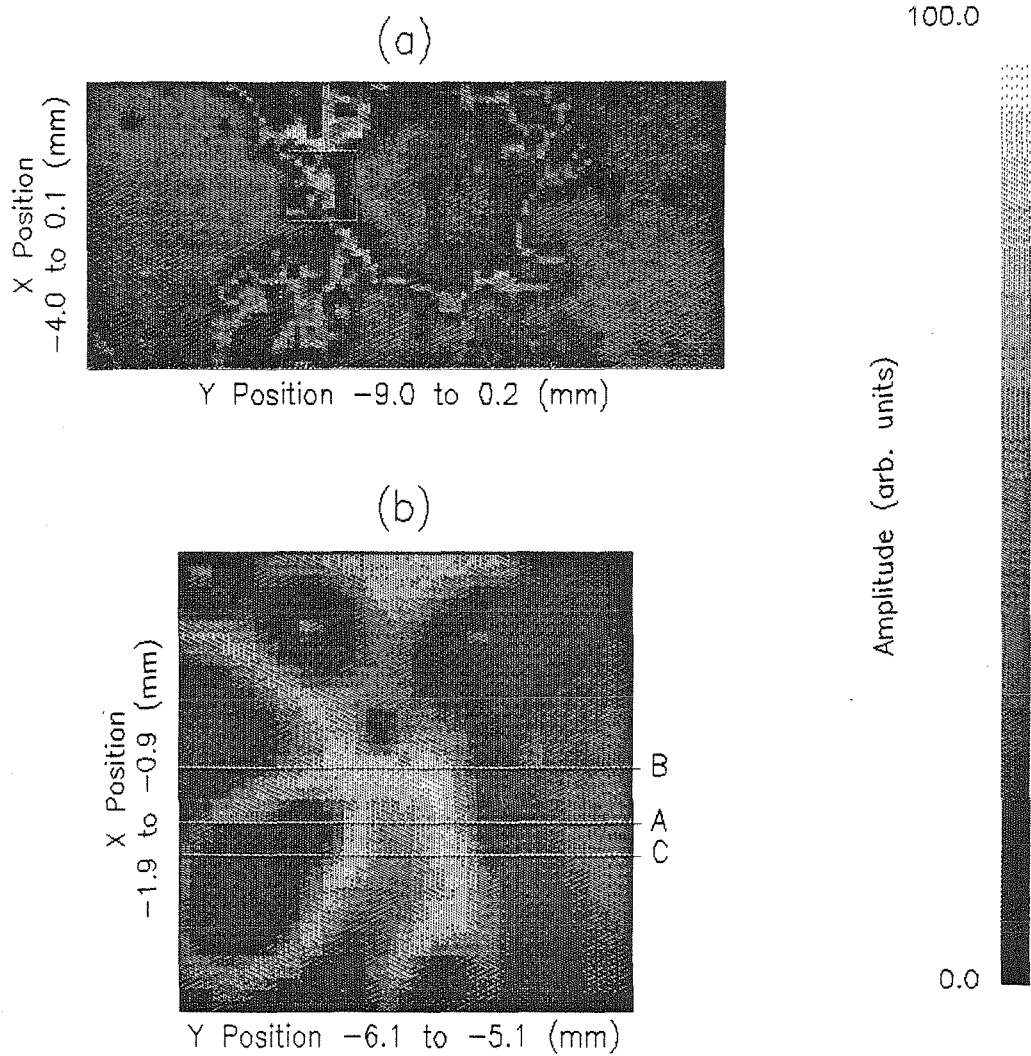 100.0
(a)
X Position
-4.0 to 0.1 (mm)
Y Position -9.0 to 0.2 (mm)
Amplitude (arb. units)
(b)
X Position
-1.9 to -0.9 (mm)
B
A
C
0.0
Y Position -6.1 to -5.1 (mm)